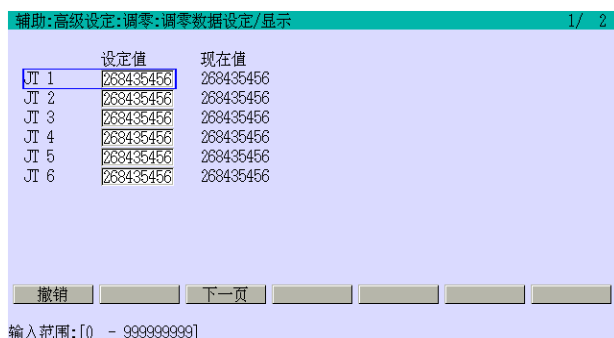 辅助:高级设定:调零:调零数据设定/显示 1/ 2
设定值 现在值
JT 1 268435456 268435456
JT 2 268435456 268435456
JT 3 268435456 268435456
JT 4 268435456 268435456
JT 5 268435456 268435456
JT 6 268435456 268435456
撤销 下一页
输入范围:[0 - 999999999]